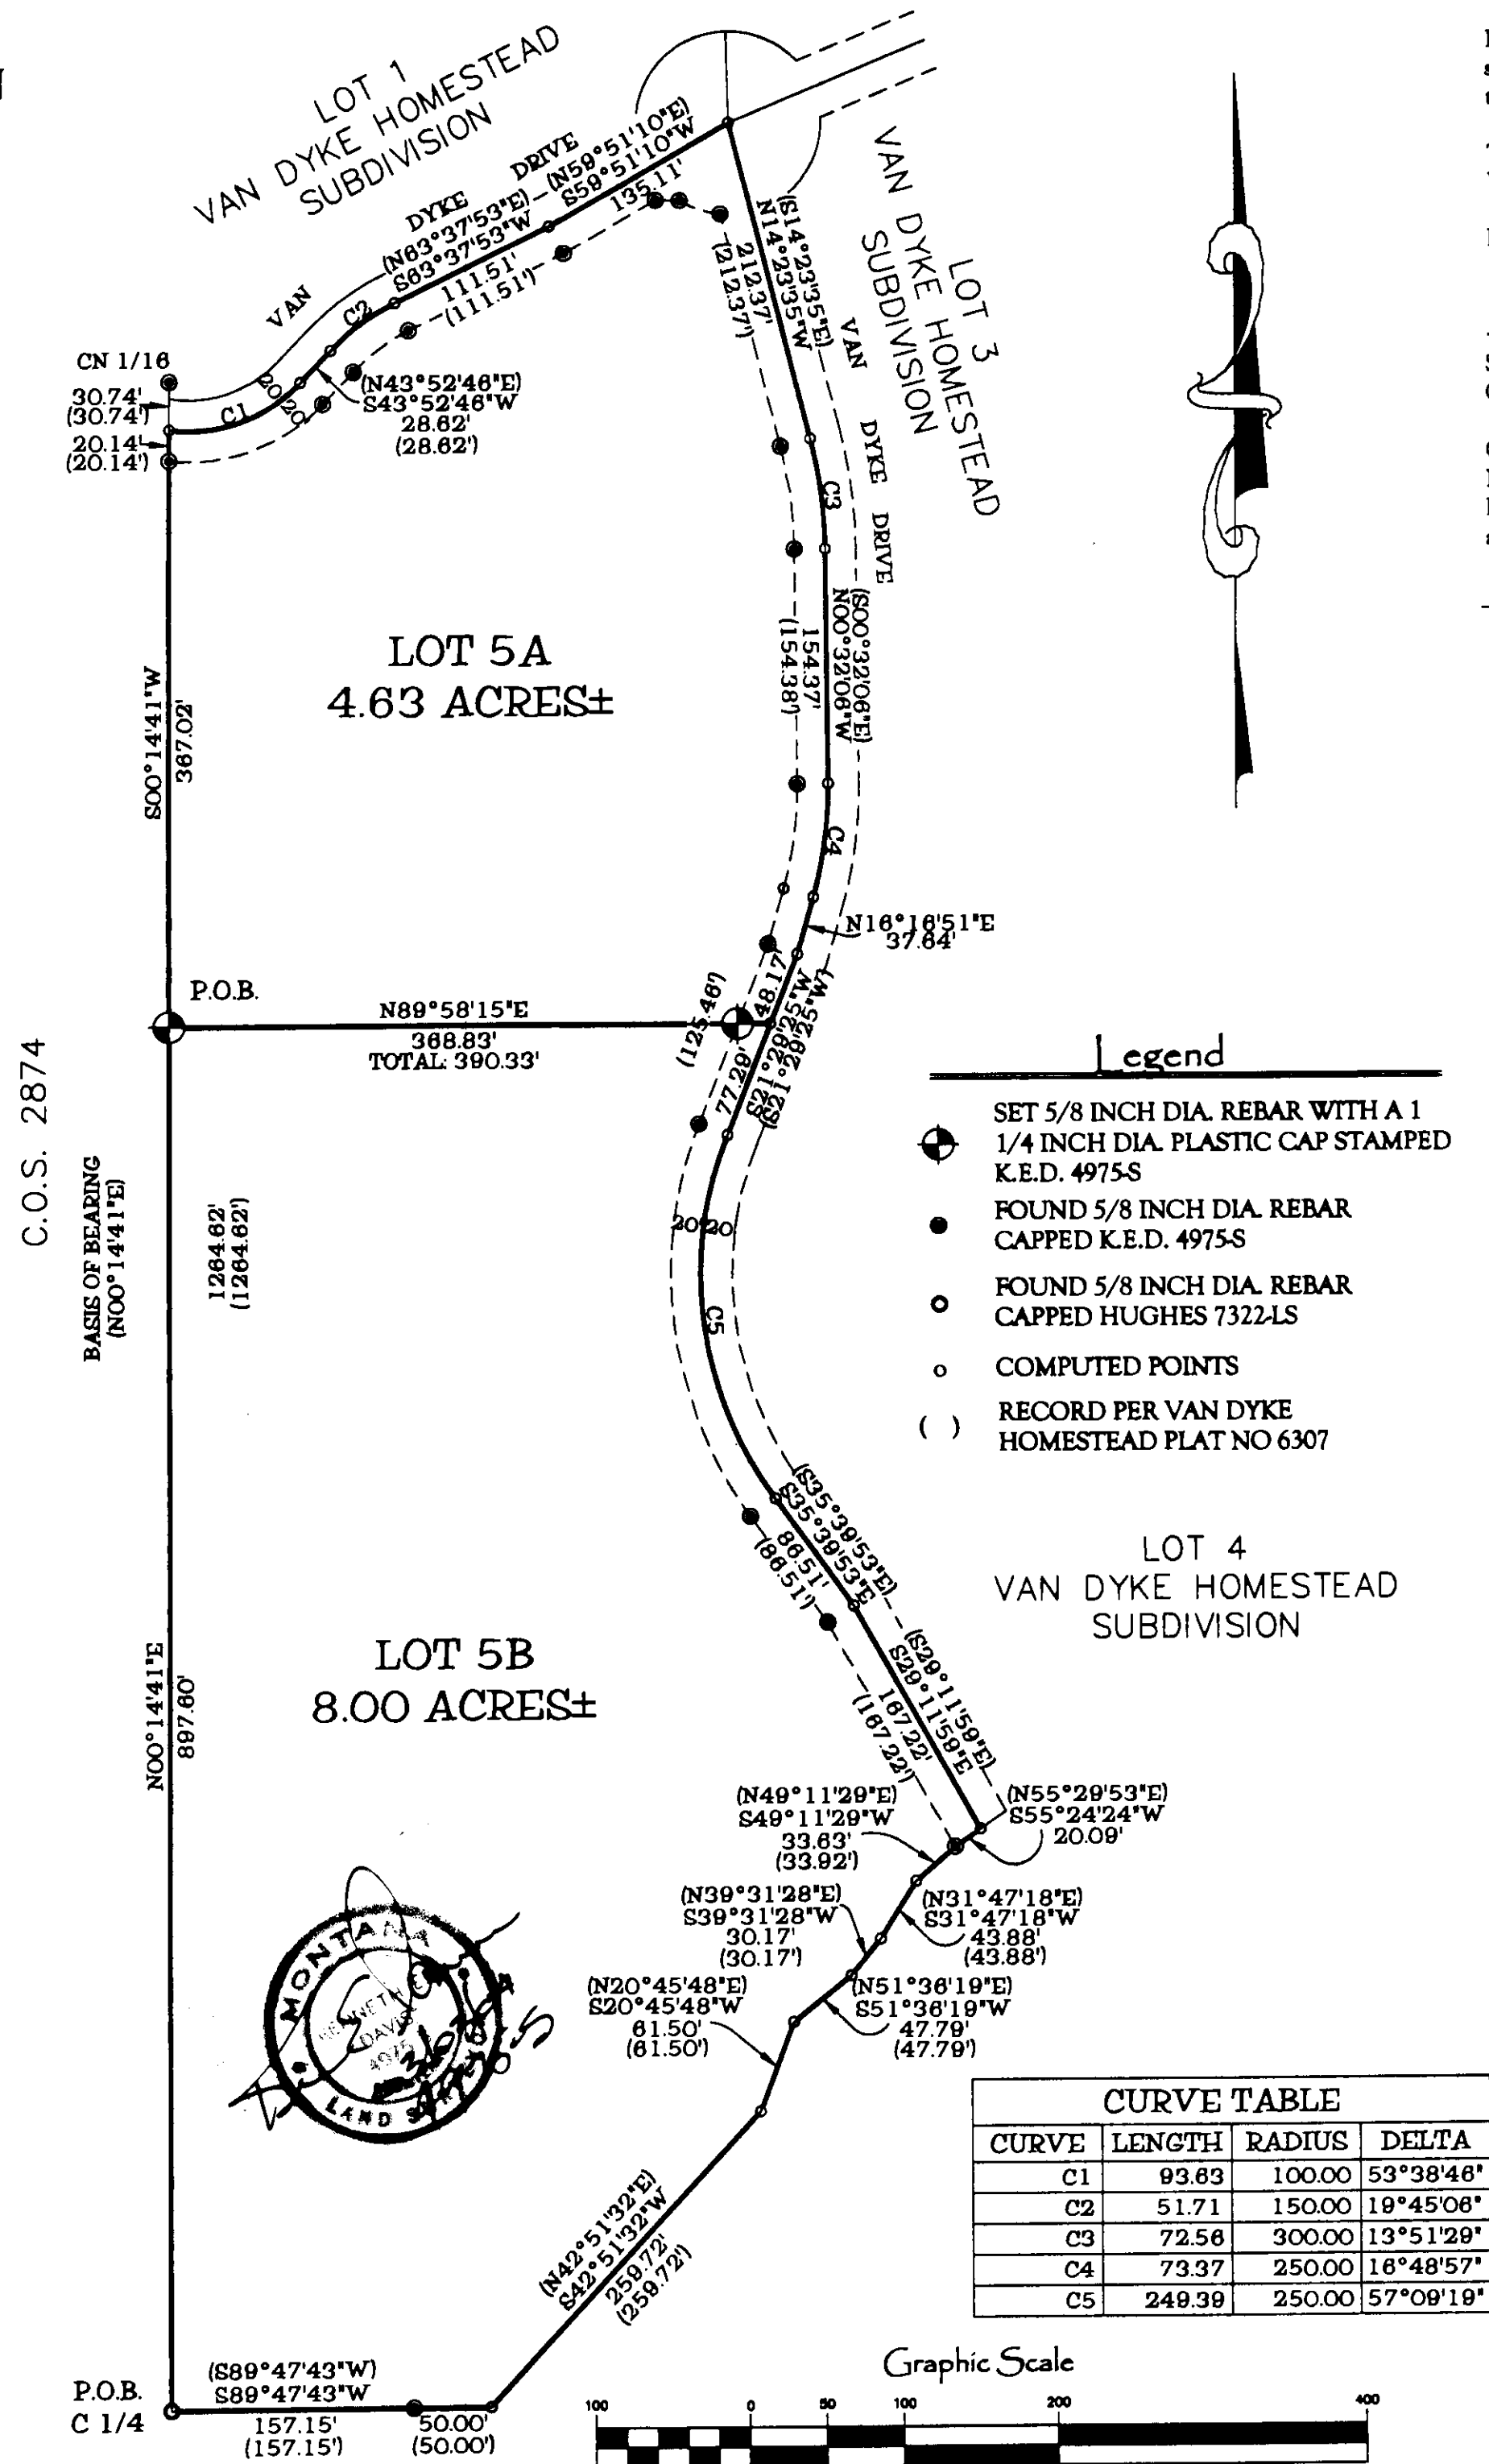 LOT 1
VAN DYKE HOMESTEAD
SUBDIVISION
VAN DYKE DRIVE
(N59°51'10"E)
S59°51'10"W
135.11'
(N63°37'53"E)
S63°37'53"W
111.51'
(111.51')
C2
CN 1/16
30.74'
(30.74')
20.14'
(20.14')
C1
20 20
(N43°52'46"E)
S43°52'46"W
28.62'
(28.62')
(S14°23'35"E)
N14°23'35"W
212.37'
(212.37')
LOT 3
VAN DYKE HOMESTEAD
SUBDIVISION
VAN DYKE DRIVE
C3
(S00°32'06"E)
N00°32'06"W
154.37'
(154.38')
LOT 5A
4.63 ACRES±
S00°14'41"W
367.02'
C4
N16°16'51"E
37.64'
P.O.B.
N89°58'15"E
368.83'
TOTAL: 390.33'
(125.46')
48.17'
77.29'
S21°29'25"W
(S21°29'25"W)
C.O.S. 2874
BASIS OF BEARING
(N00°14'41"E)
1264.62'
(1264.62')
20' 20
C5
Legend
SET 5/8 INCH DIA. REBAR WITH A 1
1/4 INCH DIA. PLASTIC CAP STAMPED
K.E.D. 4975-S
FOUND 5/8 INCH DIA. REBAR
CAPPED K.E.D. 4975-S
FOUND 5/8 INCH DIA. REBAR
CAPPED HUGHES 7322-LS
COMPUTED POINTS
( ) RECORD PER VAN DYKE
HOMESTEAD PLAT NO 6307
(S35°39'53"E)
S35°39'53"E
86.51'
(86.51')
LOT 4
VAN DYKE HOMESTEAD
SUBDIVISION
LOT 5B
8.00 ACRES±
N00°14'41"E
897.60'
(S29°11'59"E)
S29°11'59"E
167.22'
(167.22')
(N49°11'29"E)
S49°11'29"W
33.63'
(33.92')
(N55°29'53"E)
S55°24'24"W
20.09'
(N39°31'28"E)
S39°31'28"W
30.17'
(30.17')
(N31°47'18"E)
S31°47'18"W
43.88'
(43.88')
(N20°45'48"E)
S20°45'48"W
61.50'
(61.50')
(N51°36'19"E)
S51°36'19"W
47.79'
(47.79')
MONTANA
KENNETH E
DAVIS
4975
LAND
(N42°51'32"E)
S42°51'32"W
259.72'
(259.72')
CURVE TABLE
CURVE LENGTH RADIUS DELTA
C1 93.63 100.00 53°38'46"
C2 51.71 150.00 19°45'06"
C3 72.56 300.00 13°51'29"
C4 73.37 250.00 16°48'57"
C5 249.39 250.00 57°09'19"
P.O.B.
C 1/4
(S89°47'43"W)
S89°47'43"W
157.15'
(157.15')
50.00'
(50.00')
Graphic Scale
100 0 50 100 200 400